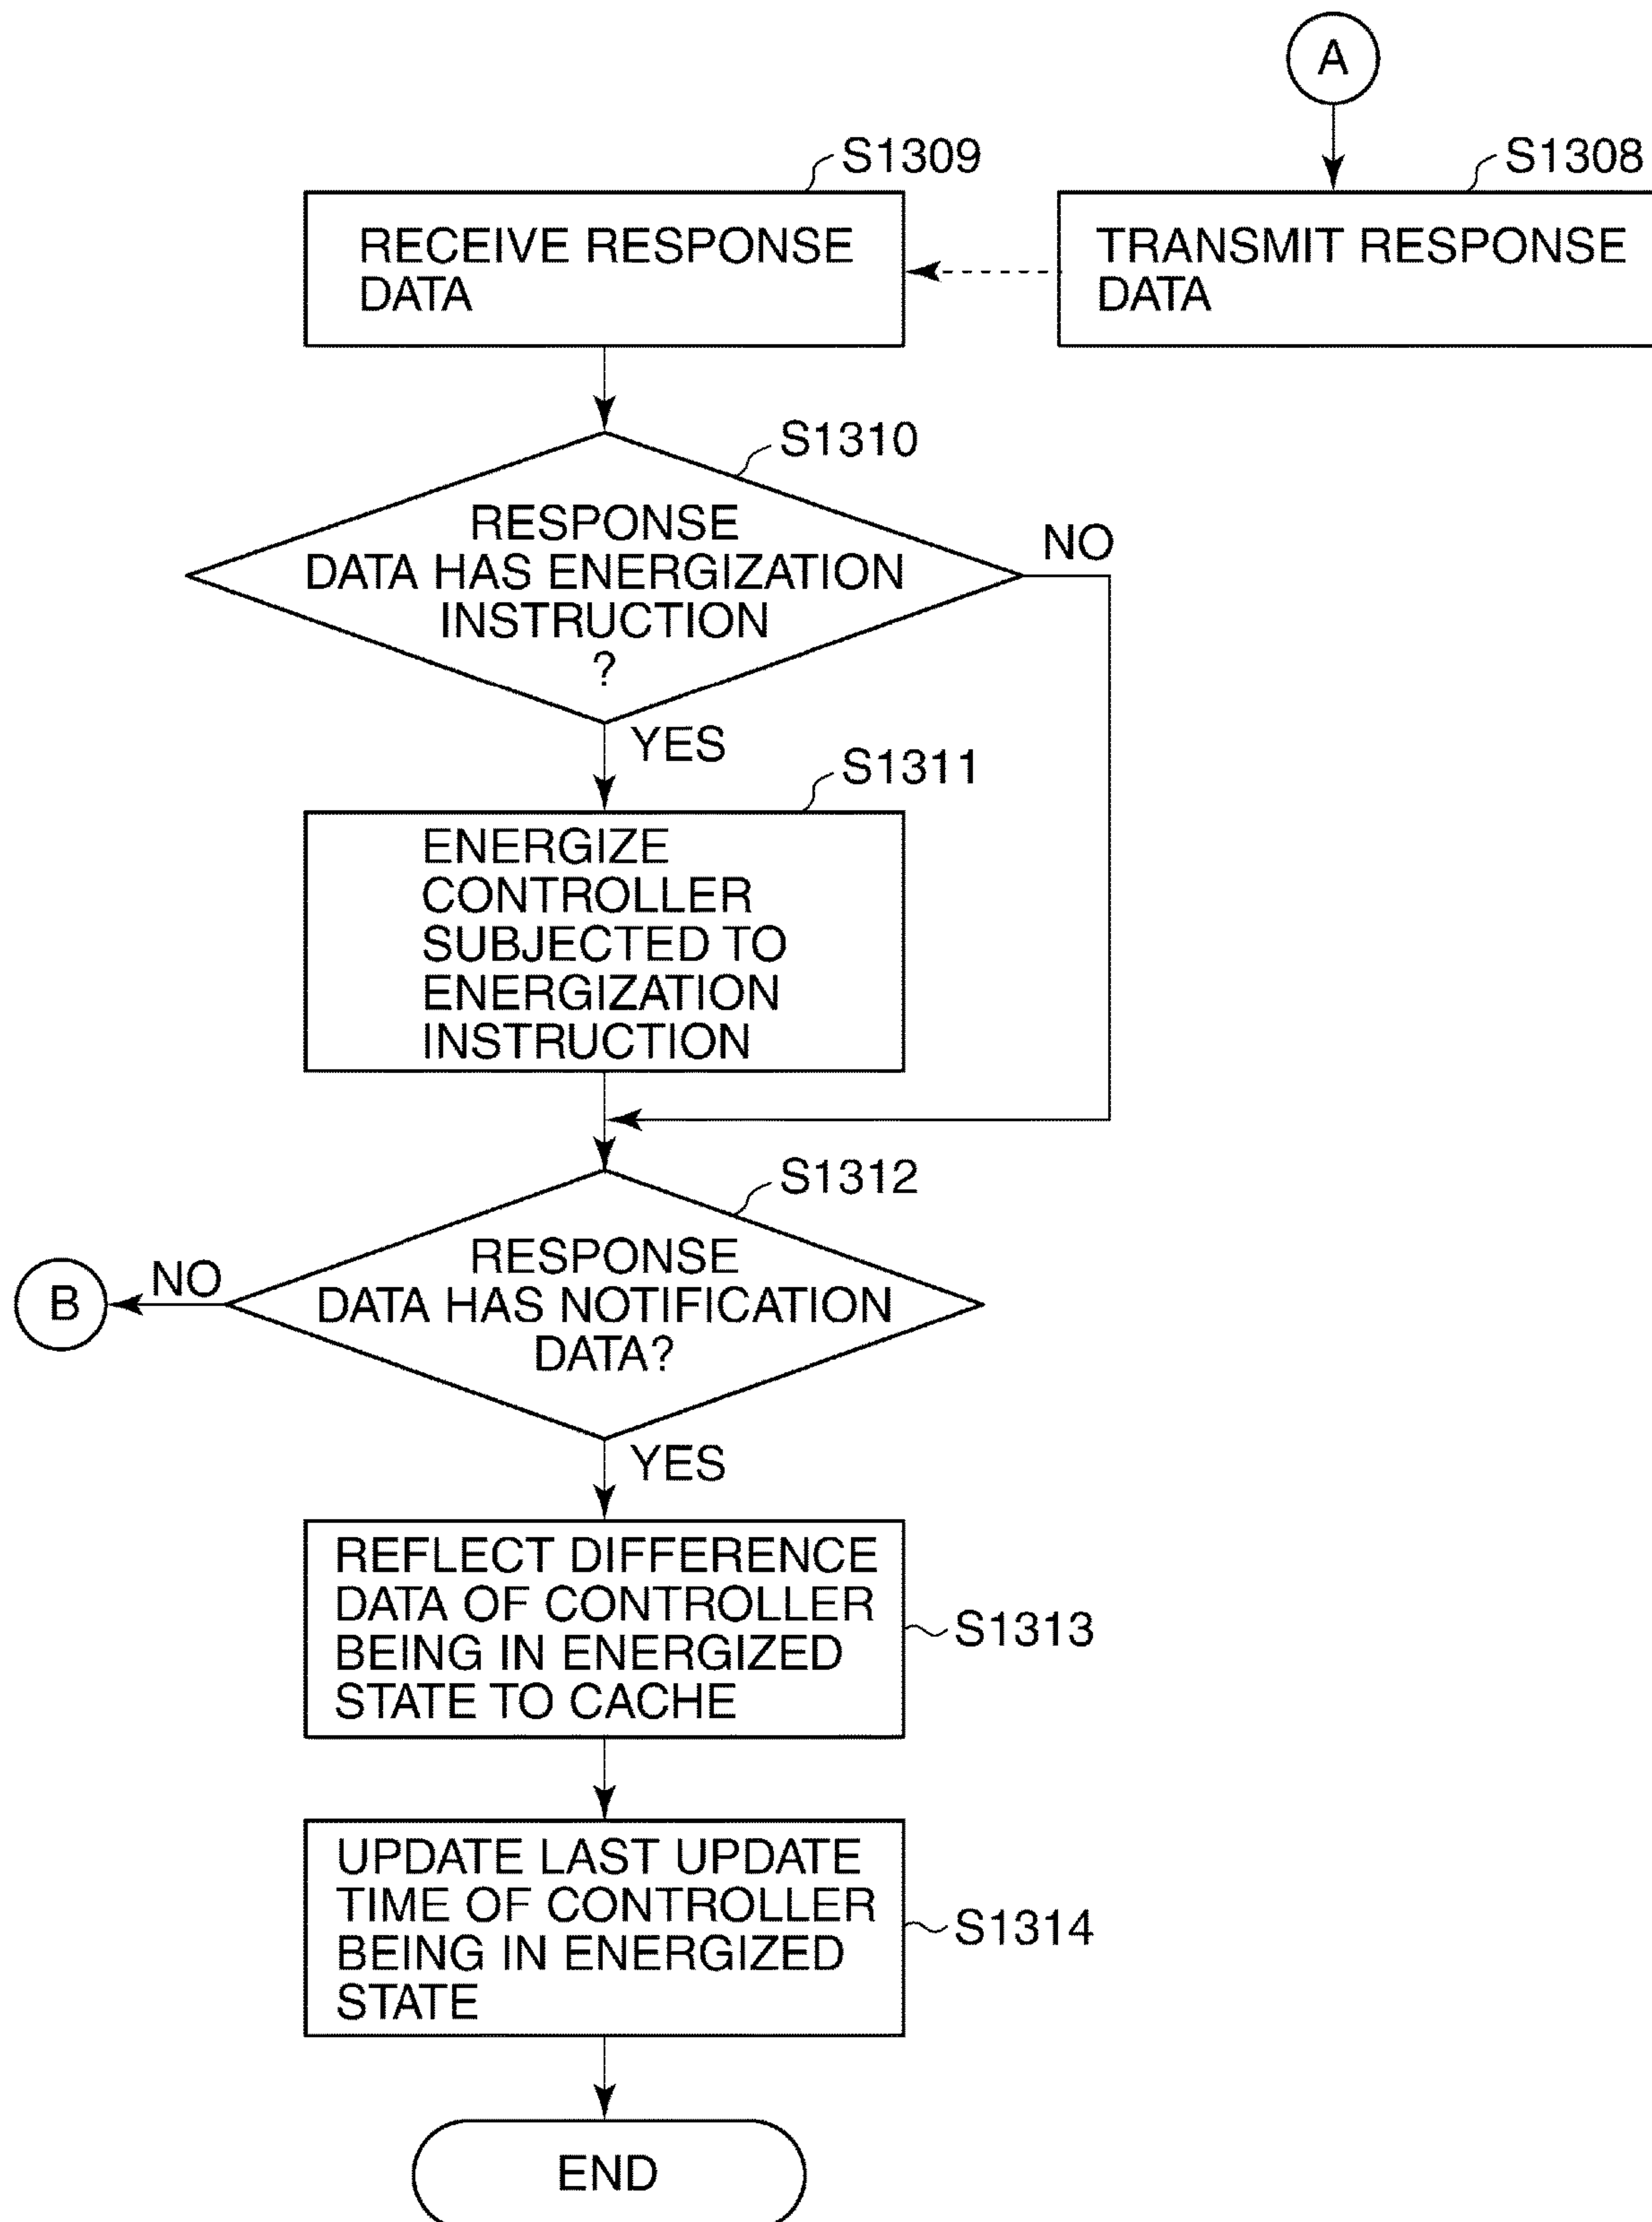 A
S1309
S1308
RECEIVE RESPONSE
DATA
TRANSMIT RESPONSE
DATA
S1310
RESPONSE
DATA HAS ENERGIZATION
INSTRUCTION
?
NO
YES
S1311
ENERGIZE
CONTROLLER
SUBJECTED TO
ENERGIZATION
INSTRUCTION
S1312
RESPONSE
DATA HAS NOTIFICATION
DATA?
NO
B
YES
REFLECT DIFFERENCE
DATA OF CONTROLLER
BEING IN ENERGIZED
STATE TO CACHE
S1313
UPDATE LAST UPDATE
TIME OF CONTROLLER
BEING IN ENERGIZED
STATE
S1314
END